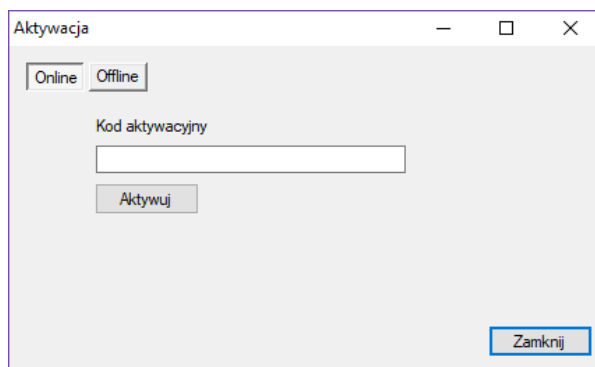 Aktywacja
Online Offline
Kod aktywacyjny
Aktywuj
Zamknij